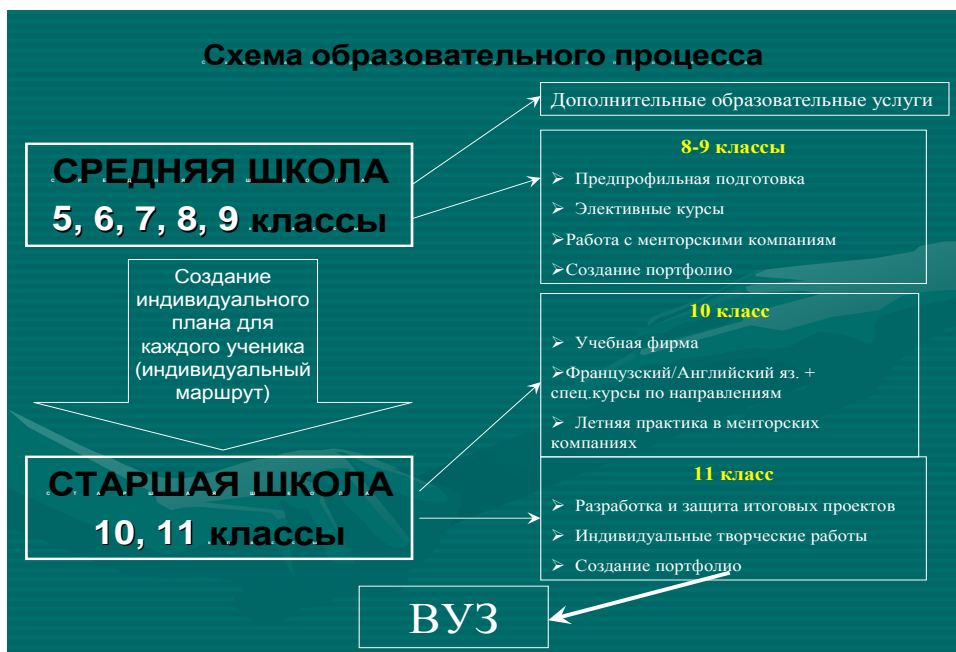 Схема образовательного процесса
Дополнительные образовательные услуги
СРЕДНЯЯ ШКОЛА
5, 6, 7, 8, 9 классы
8-9 классы
➢ Предпрофильная подготовка
➢ Элективные курсы
➢Работа с менторскими компаниям
➢Создание портфолио
Создание
индивидуального
плана для
каждого ученика
(индивидуальный
маршрут)
10 класс
➢ Учебная фирма
➢Французский/Английский яз. +
спец.курсы по направлениям
➢ Летняя практика в менторских
компаниях
СТАРШАЯ ШКОЛА
10, 11 классы
11 класс
➢ Разработка и защита итоговых проектов
➢ Индивидуальные творческие работы
➢ Создание портфолио
ВУЗ